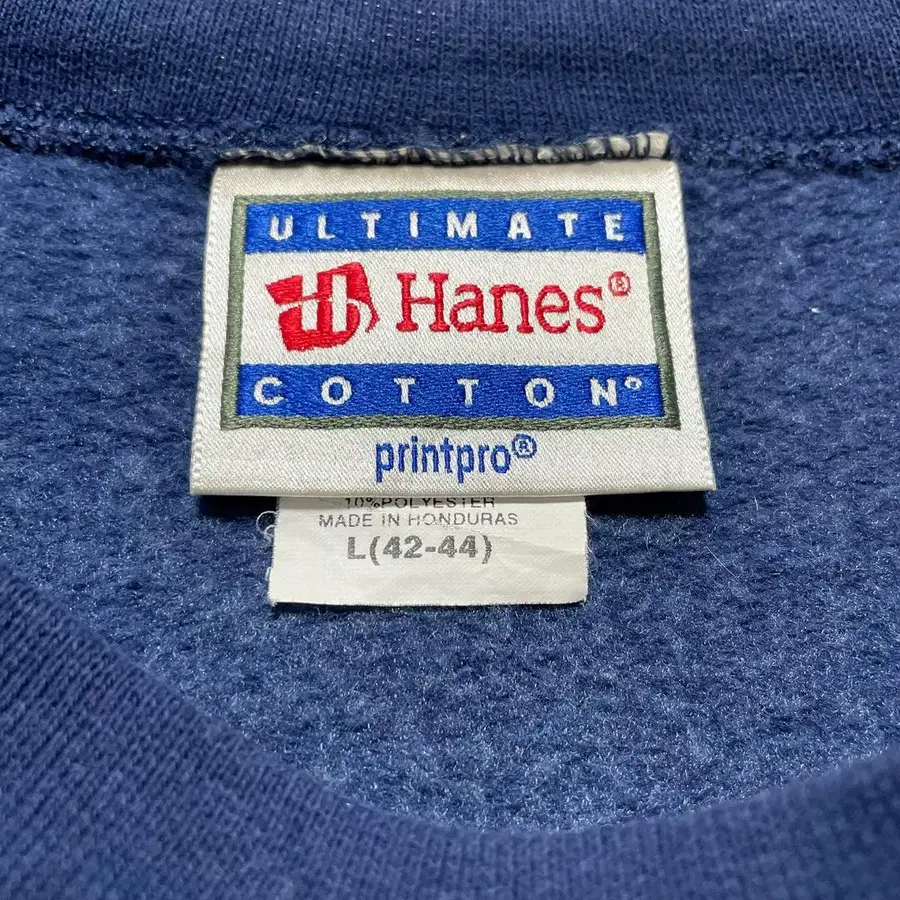 ULTIMATE
Hanes®
COTTON®
printpro®
10% POLYESTER
MADE IN HONDURAS
L(42-44)